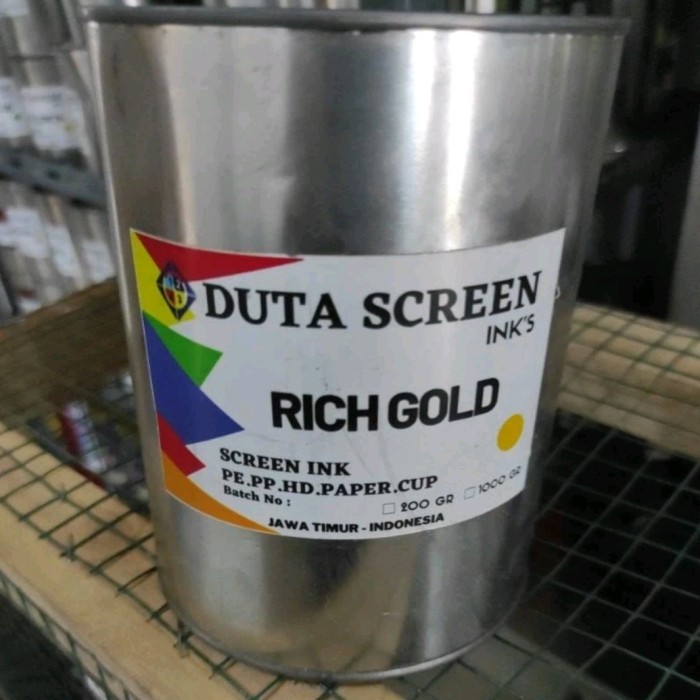 DUTA SCREEN
INK'S
RICH GOLD
SCREEN INK
PE.PP.HD.PAPER.CUP
Batch No :
200 GR 1000 GR
JAWA TIMUR - INDONESIA